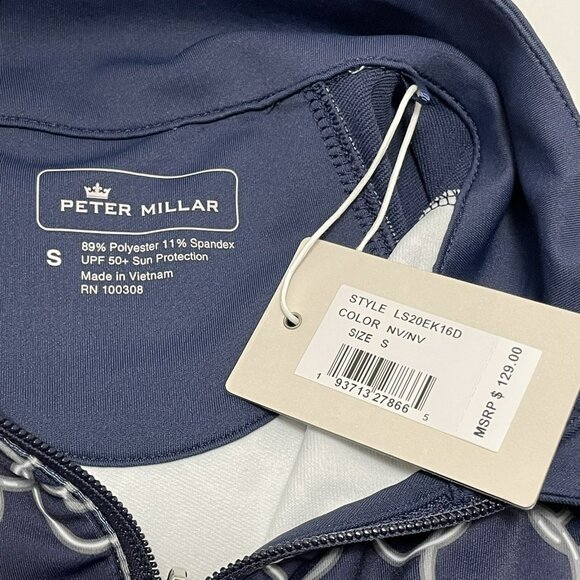 PETER MILLAR
S
89% Polyester 11% Spandex
UPF 50+ Sun Protection
Made in Vietnam
RN 100308
STYLE LS20EK16D
COLOR NV/NV
SIZE S
1 93713 27866 5
MSRP $ 129.00